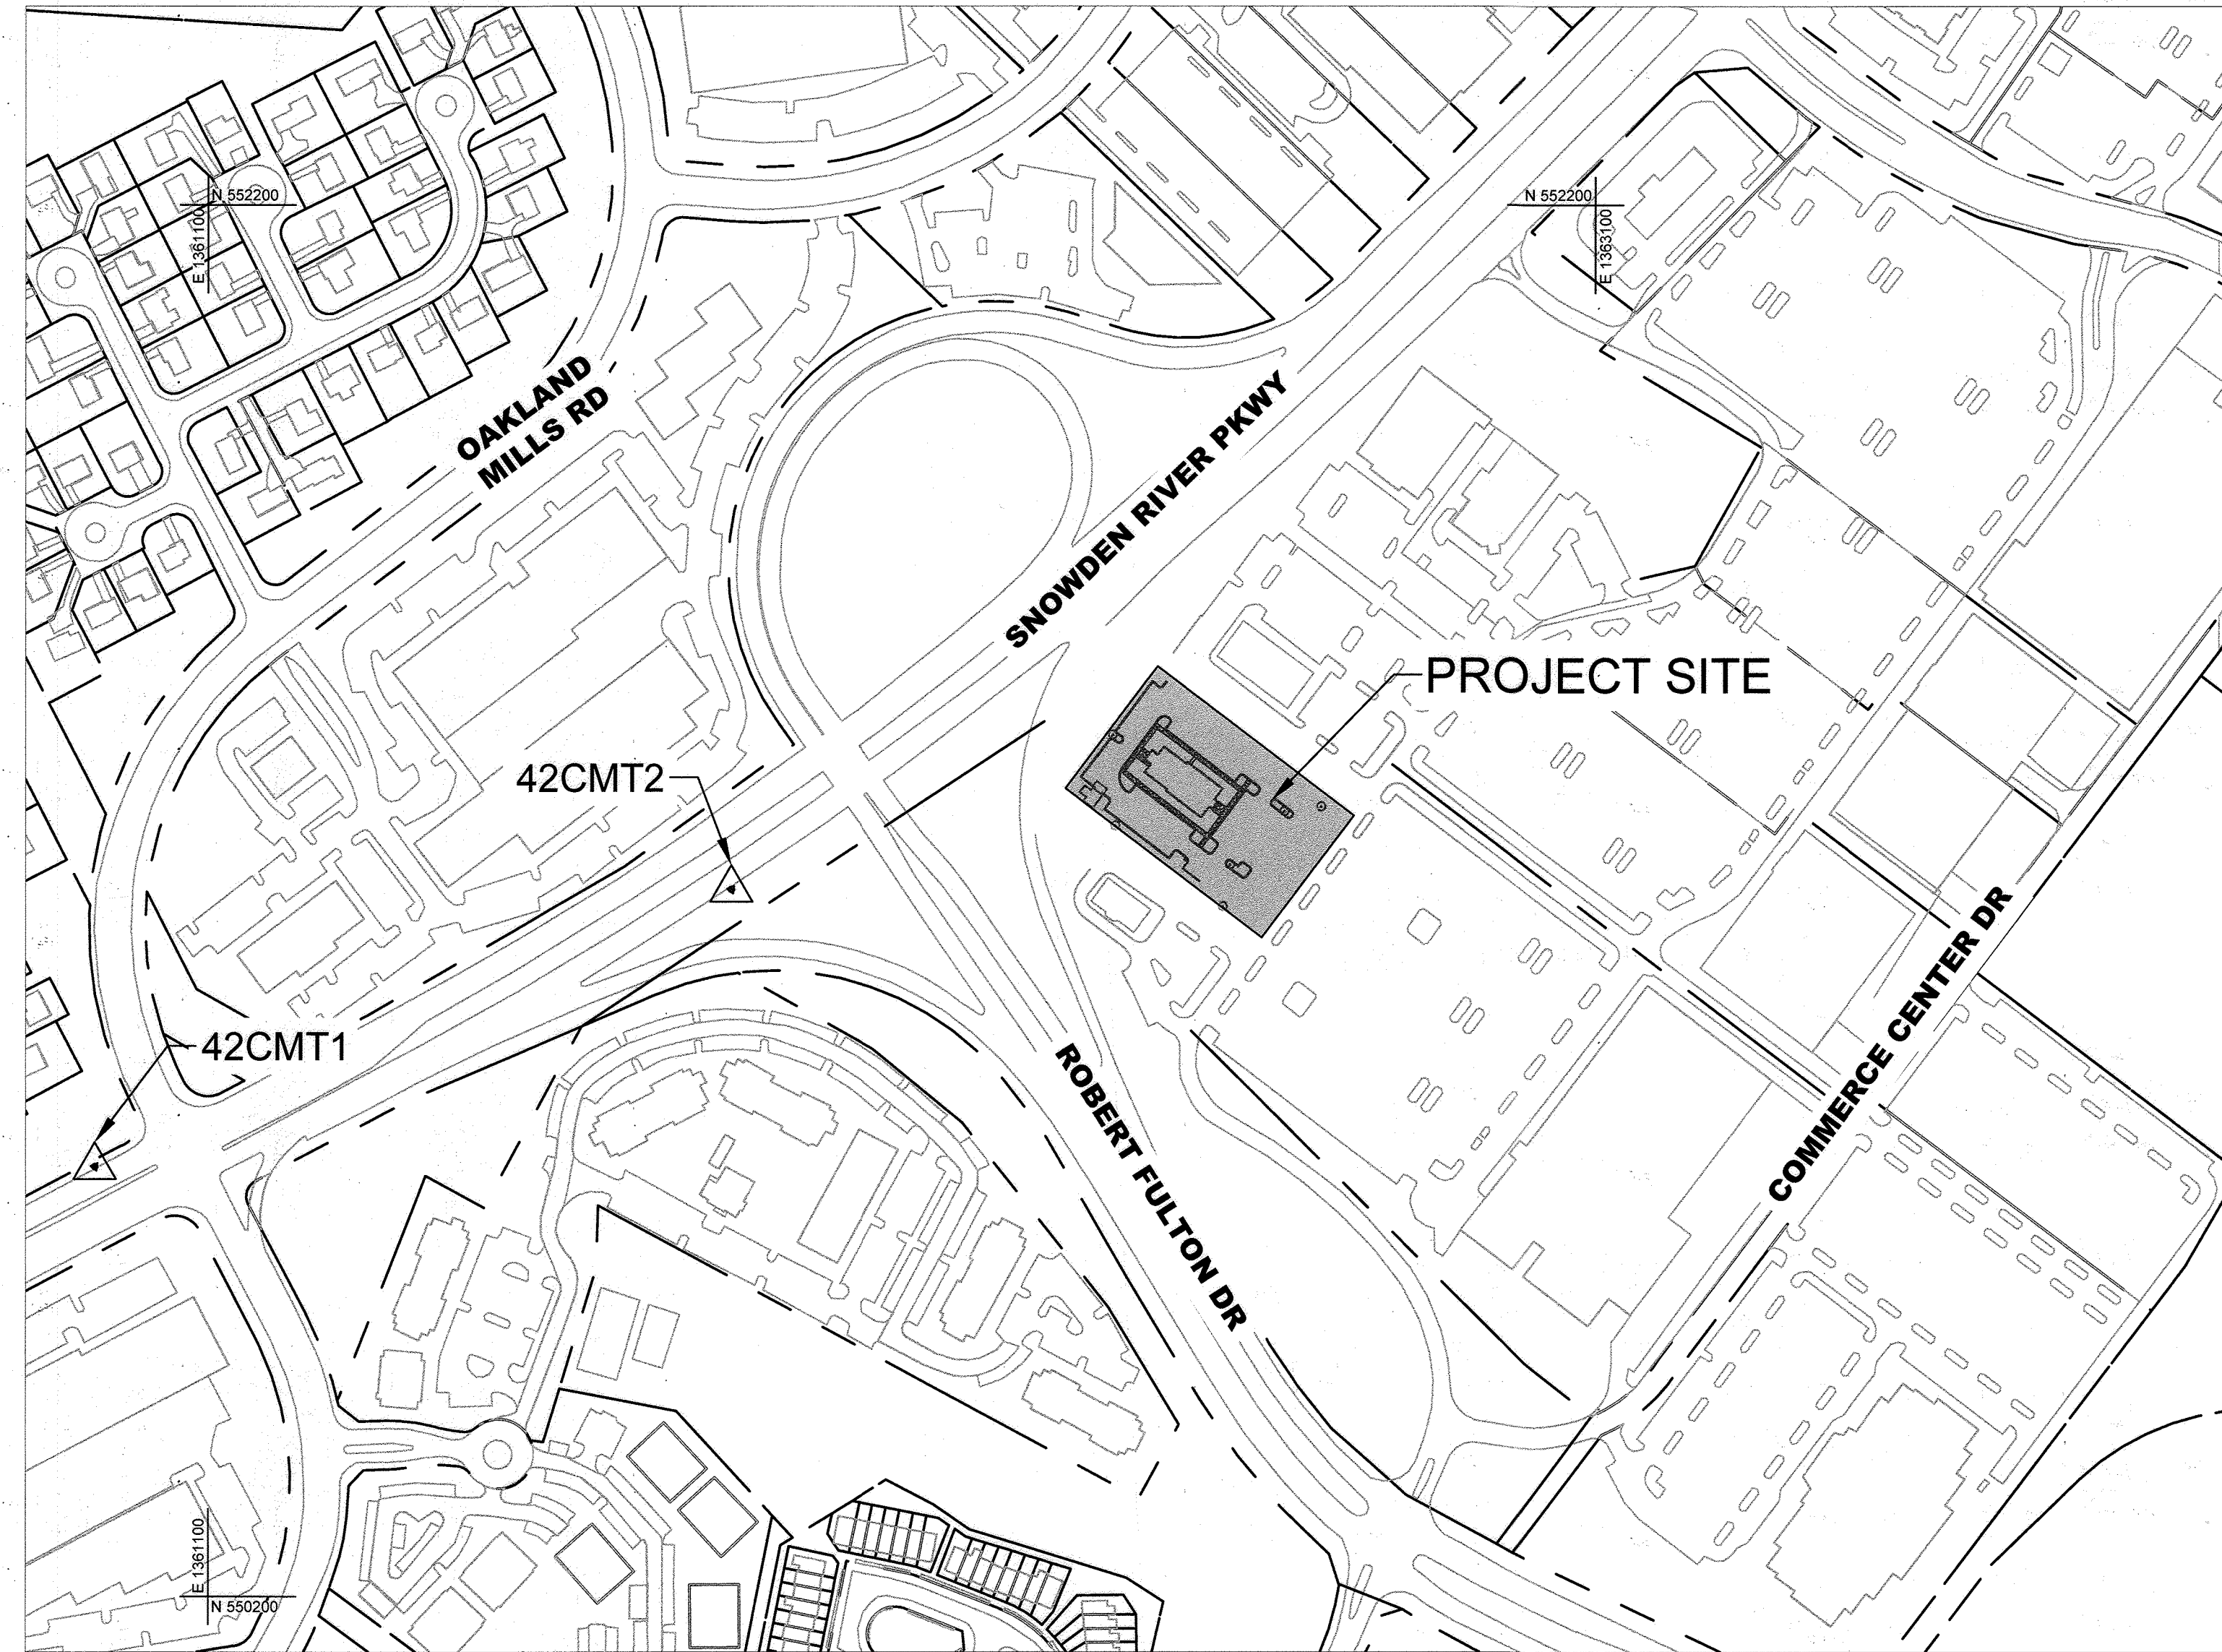 N 552200
E 1361100
N 552200
E 1363100
OAKLAND
MILLS RD
SNOWDEN RIVER PKWY
PROJECT SITE
42CMT2
42CMT1
COMMERCE CENTER DR
ROBERT FULTON DR
E 1361100
N 550200